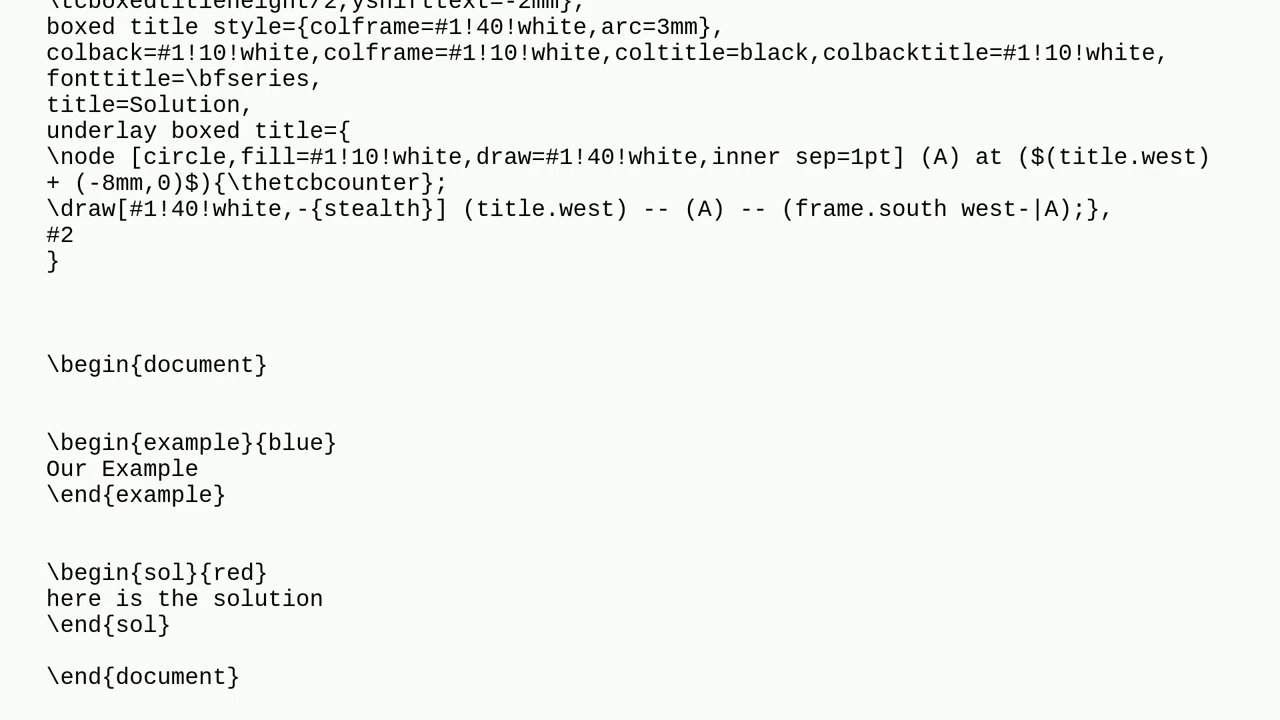 \tcboxedtitleheight/2,yshifttext=-2mm},
boxed title style={colframe=#1!40!white,arc=3mm},
colback=#1!10!white,colframe=#1!10!white,coltitle=black,colbacktitle=#1!10!white,
fonttitle=\bfseries,
title=Solution,
underlay boxed title={
\node [circle,fill=#1!10!white,draw=#1!40!white,inner sep=1pt] (A) at ($(title.west)
+ (-8mm,0)$){\thetcbcounter};
\draw[#1!40!white,-{stealth}] (title.west) -- (A) -- (frame.south west-|A);},
#2
}
\begin{document}
\begin{example}{blue}
Our Example
\end{example}
\begin{sol}{red}
here is the solution
\end{sol}
\end{document}